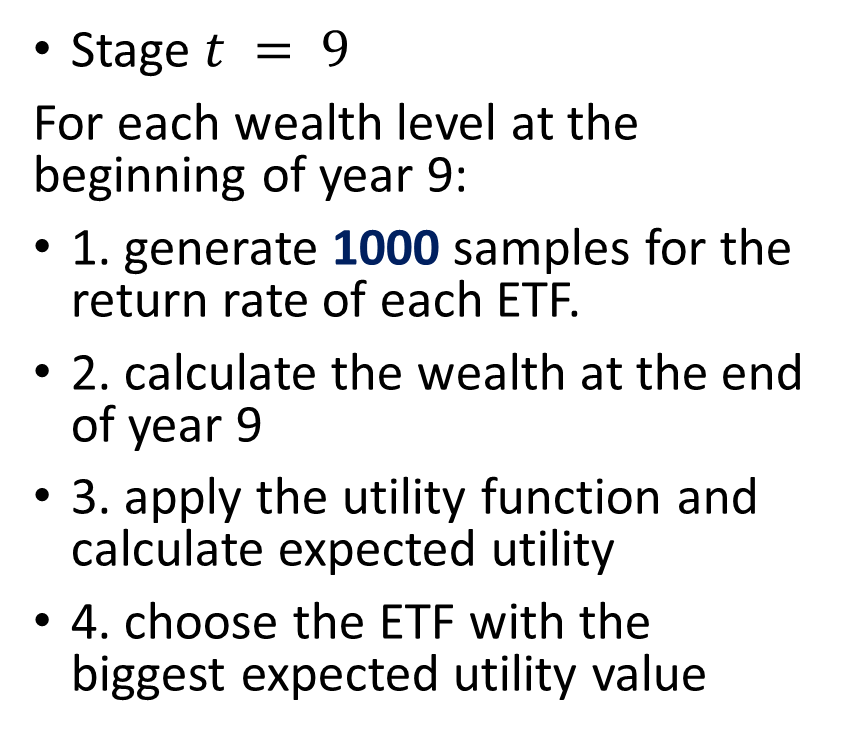 • Stage t = 9
For each wealth level at the
beginning of year 9:
• 1. generate 1000 samples for the
return rate of each ETF.
• 2. calculate the wealth at the end
of year 9
• 3. apply the utility function and
calculate expected utility
• 4. choose the ETF with the
biggest expected utility value